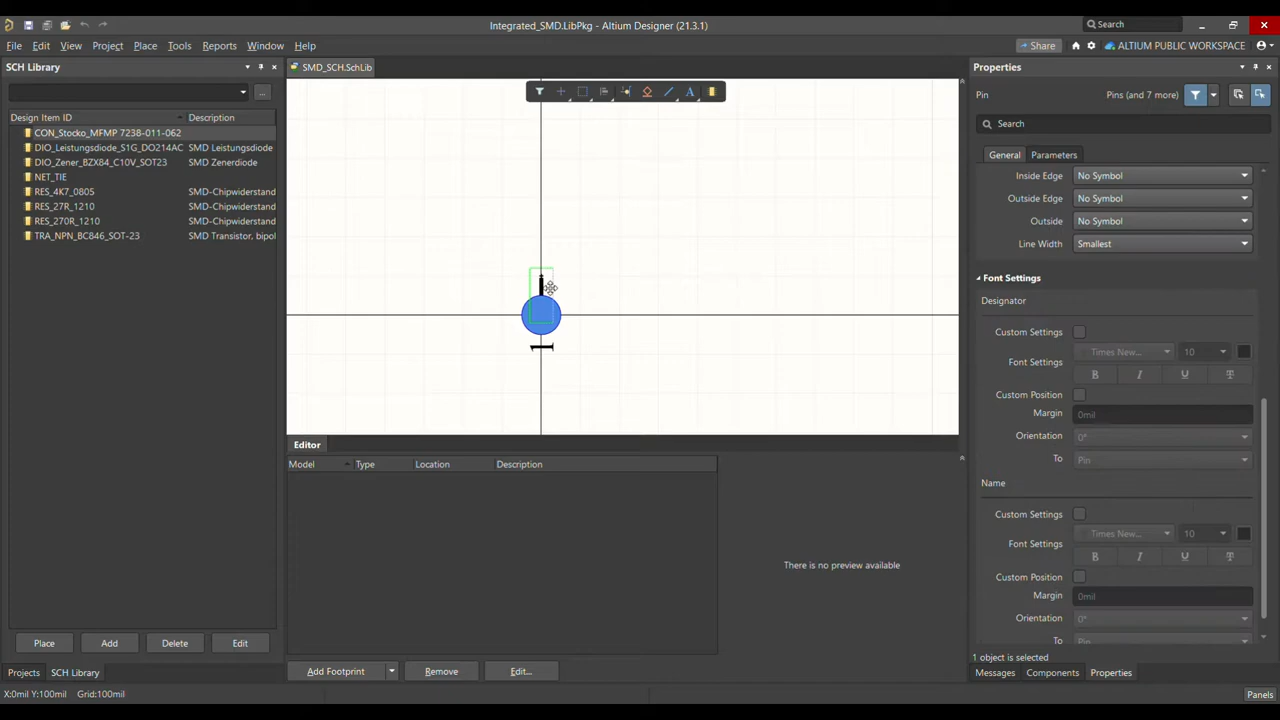 Integrated_SMD.LibPkg - Altium Designer (21.3.1)
Search
File Edit View Project Place Tools Reports Window Help
Share
ALTIUM PUBLIC WORKSPACE
SCH Library
SMD_SCH.SchLib
Properties
Pin
Pins (and 7 more)
...
Search
Design Item ID Description
CON_Stocko_MFMP 7238-011-062
DIO_Leistungsdiode_S1G_DO214AC SMD Leistungsdiode
DIO_Zener_BZX84_C10V_SOT23 SMD Zenerdiode
NET_TIE
RES_4K7_0805 SMD-Chipwiderstand
RES_27R_1210 SMD-Chipwiderstand
RES_270R_1210 SMD-Chipwiderstand
TRA_NPN_BC846_SOT-23 SMD Transistor, bipol
General Parameters
Inside Edge No Symbol
Outside Edge No Symbol
Outside No Symbol
Line Width Smallest
Font Settings
Designator
Custom Settings
Font Settings Times New... 10
B I U T
Custom Position
Margin 0mil
Orientation 0°
To Pin
Name
Custom Settings
Font Settings Times New... 10
B I U T
Custom Position
Margin 0mil
Orientation 0°
To Pin
A
1
Editor
Model Type Location Description
There is no preview available
Place Add Delete Edit
Add Footprint Remove Edit...
1 object is selected
Projects SCH Library
Messages Components Properties
X:0mil Y:100mil Grid:100mil
Panels